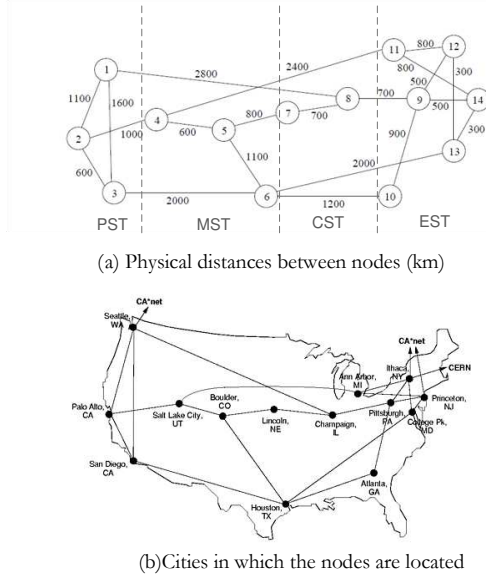 11
12
800
1
2400
800
300
2800
500
8
700
9
500
14
1100
1600
4
800
7
700
1000
600
5
900
300
2
13
600
1100
2000
3
2000
6
1200
10
PST
MST
CST
EST
(a) Physical distances between nodes (km)
CA*net
Seattle,
WA
CA*net
Ithaca,
NY
CERN
Ann Arbor,
MI
Palo Alto,
CA
Salt Lake City,
UT
Boulder,
CO
Lincoln,
NE
Champaign,
IL
Pittsburgh,
PA
Princeton,
NJ
College Pk,
MD
San Diego,
CA
Atlanta,
GA
Houston,
TX
(b)Cities in which the nodes are located